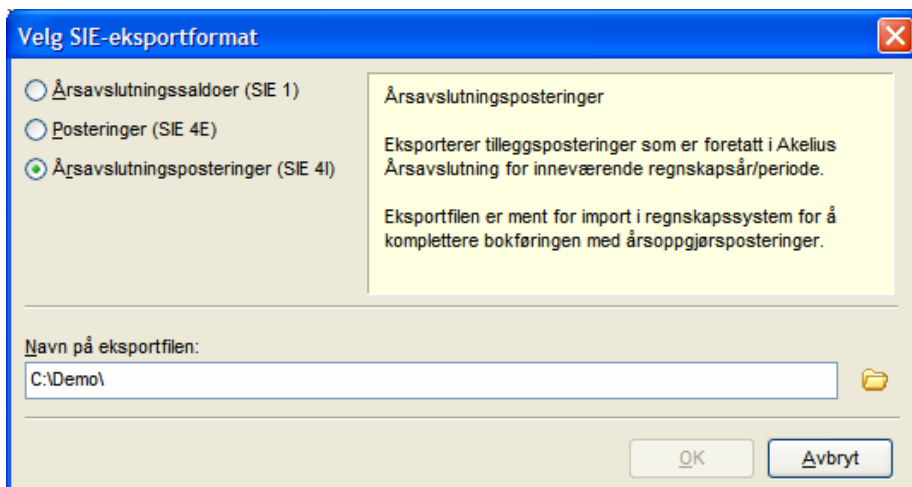 Velg SIE-eksportformat
Årsavslutningssaldoer (SIE 1)
Posteringer (SIE 4E)
Årsavslutningsposteringer (SIE 4I)
Årsavslutningsposteringer
Eksporterer tilleggsposteringer som er foretatt i Akelius
Årsavslutning for inneværende regnskapsår/periode.
Eksportfilen er ment for import i regnskapssystem for å
komplettere bokføringen med årsoppgjørsposteringer.
Navn på eksportfilen:
C:\Demo\
OK
Avbryt